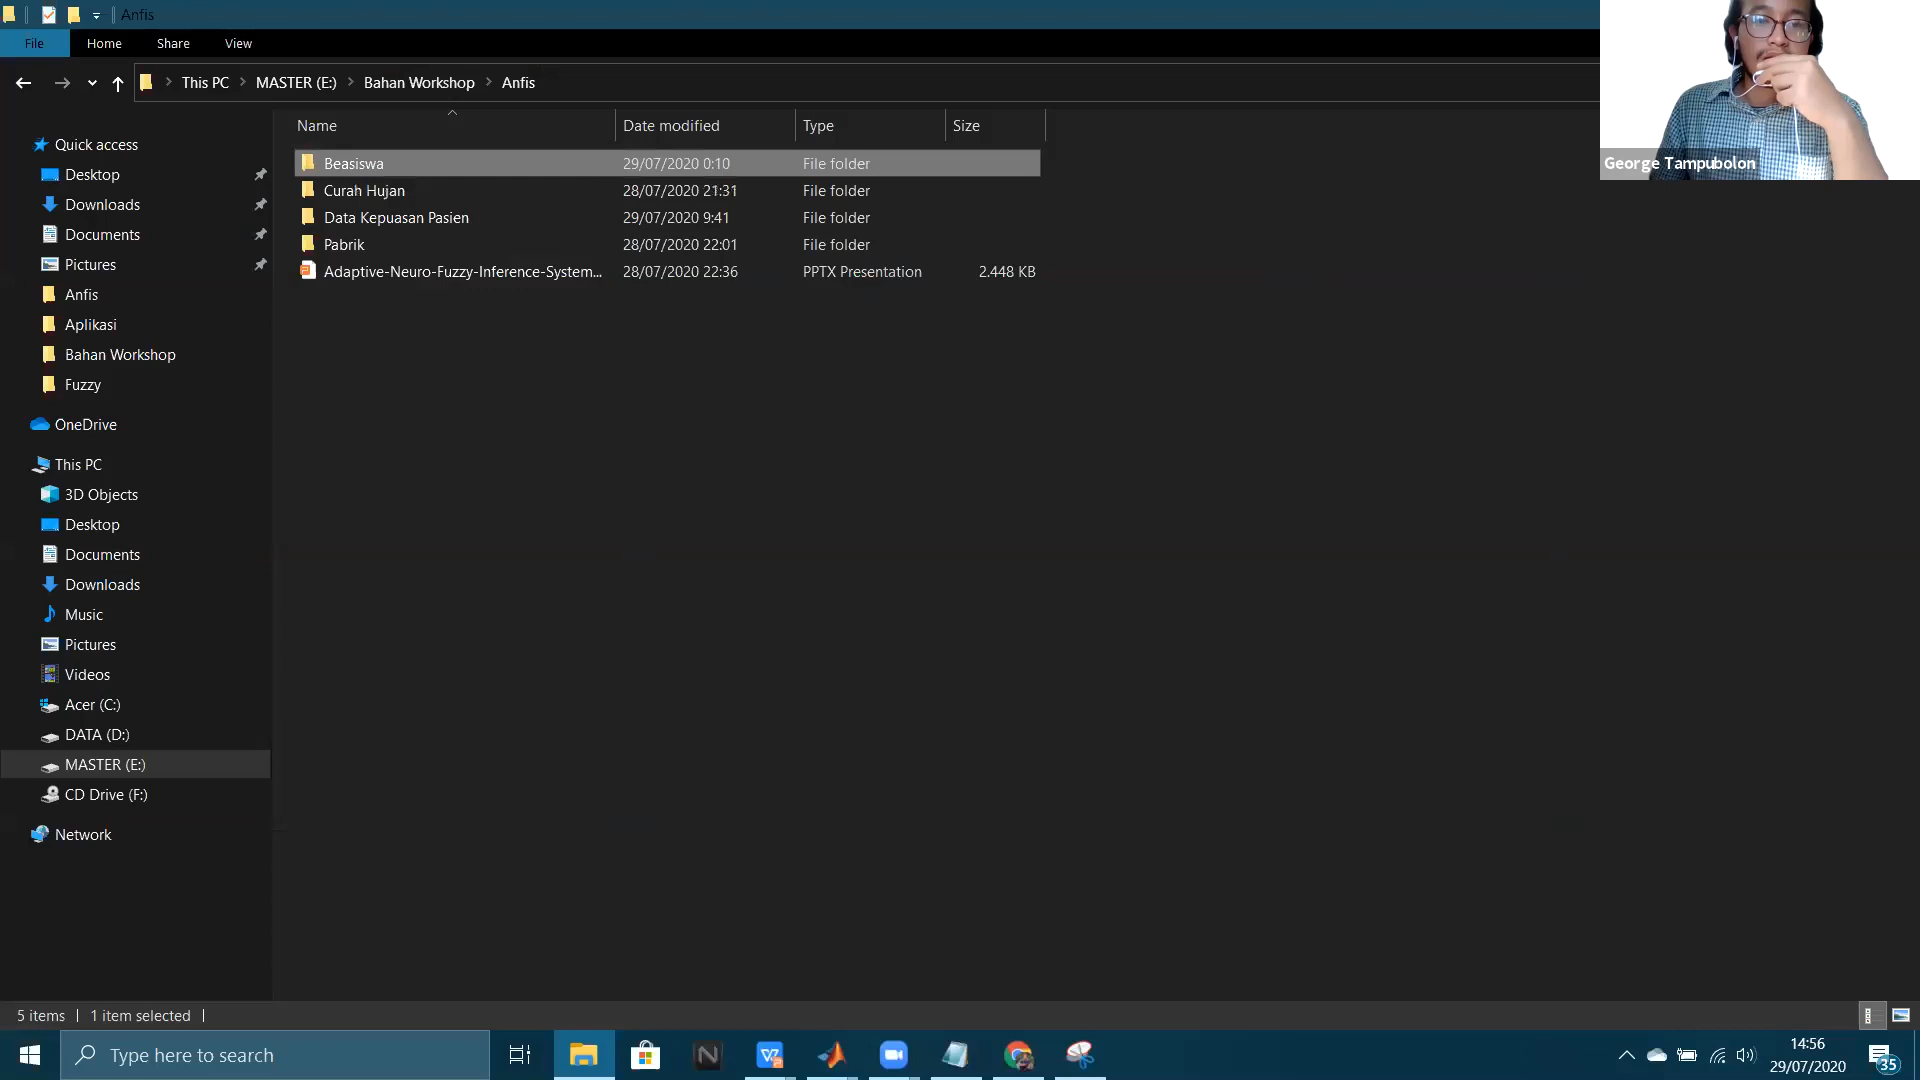 Anfis
File Home Share View
This PC MASTER (E:) Bahan Workshop Anfis
George Tampubolon
Name Date modified Type Size
Beasiswa 29/07/2020 0:10 File folder
Curah Hujan 28/07/2020 21:31 File folder
Data Kepuasan Pasien 29/07/2020 9:41 File folder
Pabrik 28/07/2020 22:01 File folder
Adaptive-Neuro-Fuzzy-Inference-System... 28/07/2020 22:36 PPTX Presentation 2.448 KB
Quick access
Desktop
Downloads
Documents
Pictures
Anfis
Aplikasi
Bahan Workshop
Fuzzy
OneDrive
This PC
3D Objects
Desktop
Documents
Downloads
Music
Pictures
Videos
Acer (C:)
DATA (D:)
MASTER (E:)
CD Drive (F:)
Network
5 items 1 item selected
Type here to search
14:56
29/07/2020
35